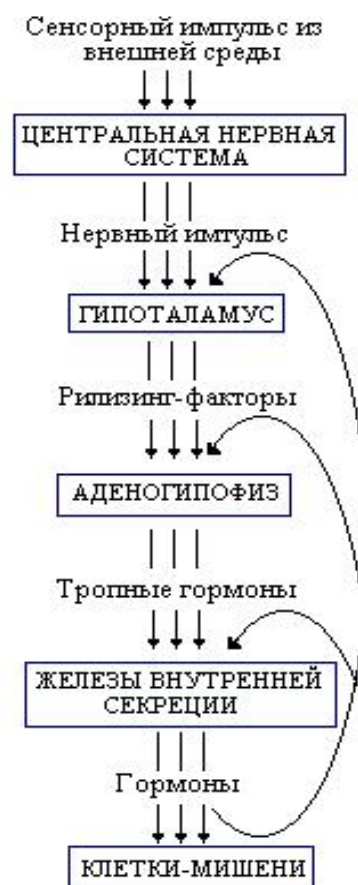 Сенсорный импульс из
внешней среды
ЦЕНТРАЛЬНАЯ НЕРВНАЯ
СИСТЕМА
Нервный имтульс
ГИПОТАЛАМУС
Рилизинг-факторы
АДЕНОГИПОФИЗ
Тропные гормоны
ЖЕЛЕЗЫ ВНУТРЕННЕЙ
СЕКРЕЦИИ
Гормоны
КЛЕТКИ-МИШЕНИ